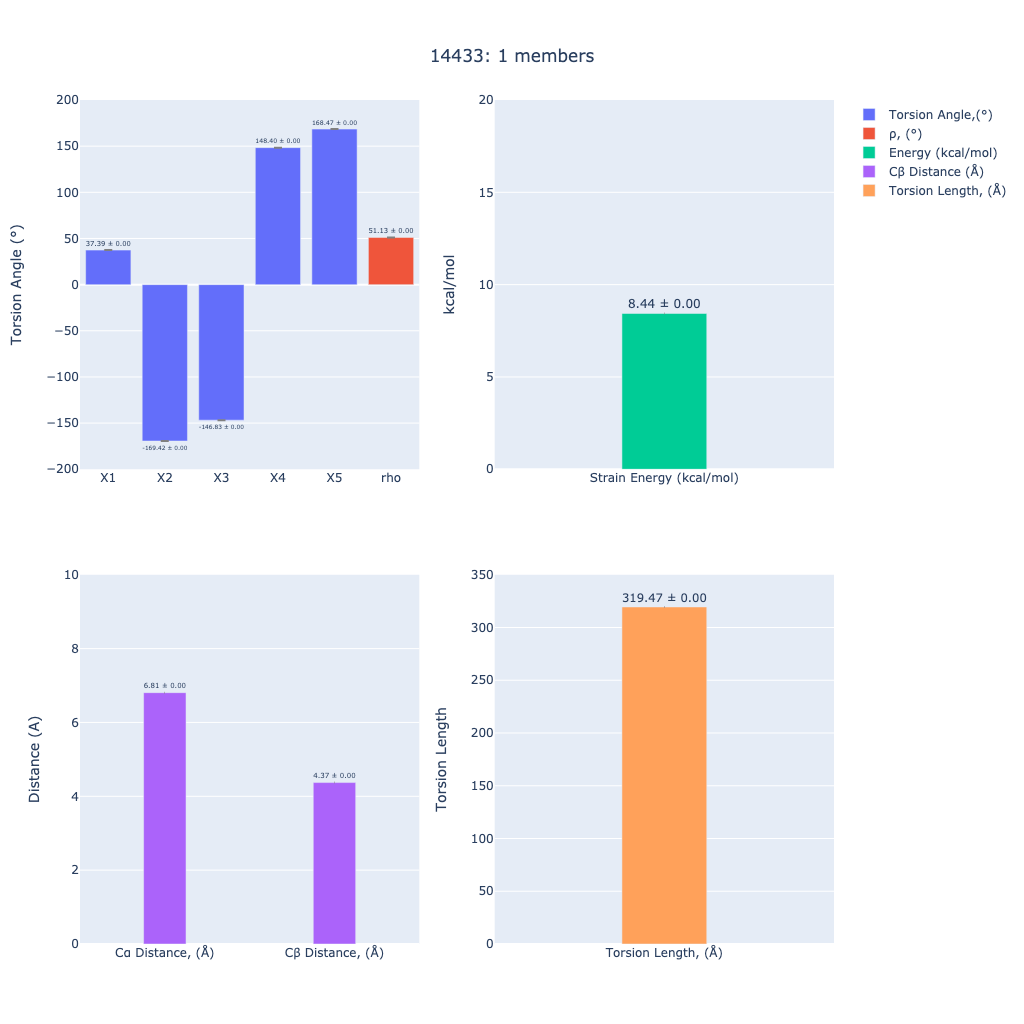 14433: 1 members
200
150
100
50
0
−50
−100
−150
−200
Torsion Angle (°)
37.39 ± 0.00
-169.42 ± 0.00
-146.83 ± 0.00
148.40 ± 0.00
168.47 ± 0.00
51.13 ± 0.00
X1 X2 X3 X4 X5 rho
20
15
10
5
0
kcal/mol
8.44 ± 0.00
Strain Energy (kcal/mol)
Torsion Angle,(°)
ρ, (°)
Energy (kcal/mol)
Cβ Distance (Å)
Torsion Length, (Å)
10
8
6
4
2
0
Distance (A)
6.81 ± 0.00
4.37 ± 0.00
Cα Distance, (Å) Cβ Distance, (Å)
350
300
250
200
150
100
50
0
Torsion Length
319.47 ± 0.00
Torsion Length, (Å)